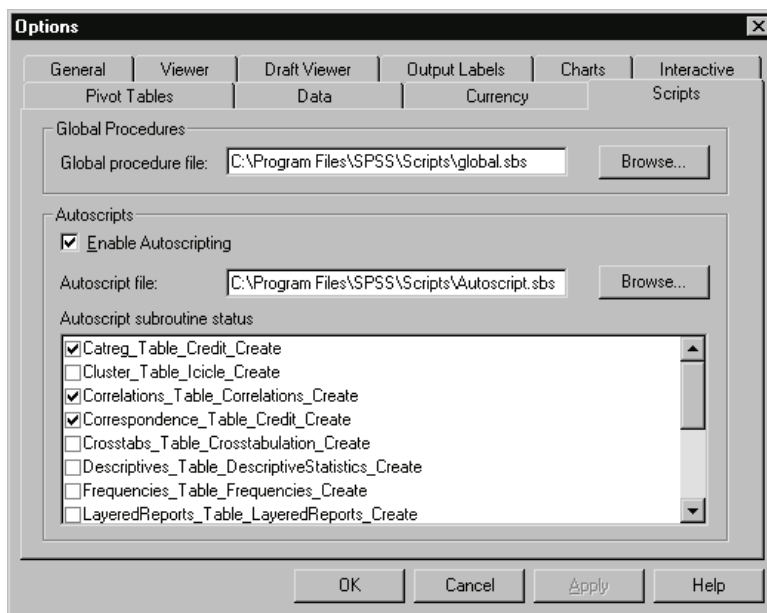 Options
General Viewer Draft Viewer Output Labels Charts Interactive
Pivot Tables Data Currency Scripts
Global Procedures
Global procedure file: C:\Program Files\SPSS\Scripts\global.sbs Browse...
Autoscripts
Enable Autoscripting
Autoscript file: C:\Program Files\SPSS\Scripts\Autoscript.sbs Browse...
Autoscript subroutine status
Catreg_Table_Credit_Create
Cluster_Table_Icicle_Create
Correlations_Table_Correlations_Create
Correspondence_Table_Credit_Create
Crosstabs_Table_Crosstabulation_Create
Descriptives_Table_DescriptiveStatistics_Create
Frequencies_Table_Frequencies_Create
LayeredReports_Table_LayeredReports_Create
OK Cancel Apply Help